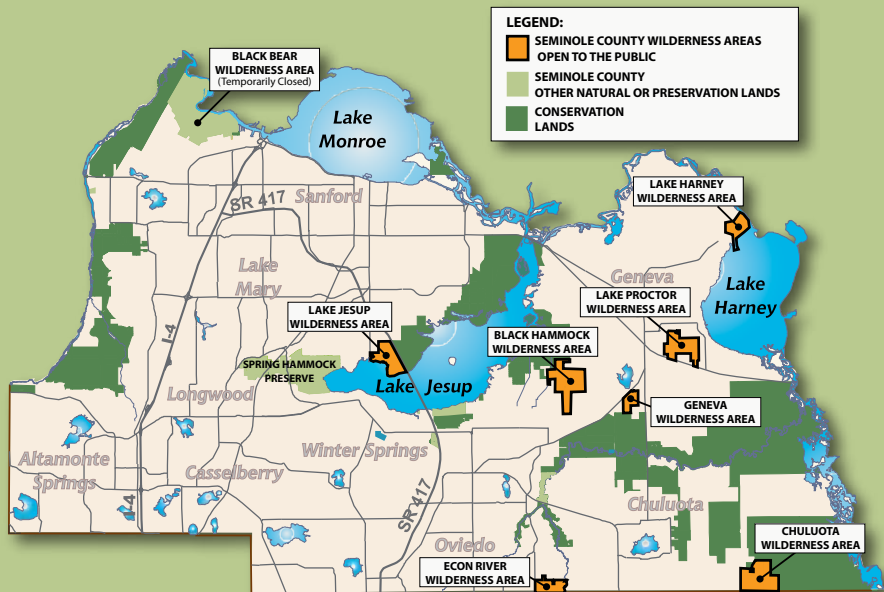 LEGEND:
SEMINOLE COUNTY WILDERNESS AREAS
OPEN TO THE PUBLIC
SEMINOLE COUNTY
OTHER NATURAL OR PRESERVATION LANDS
CONSERVATION
LANDS
BLACK BEAR
WILDERNESS AREA
(Temporarily Closed)
Lake
Monroe
SR 417
Sanford
LAKE HARNEY
WILDERNESS AREA
Lake
Mary
Geneva
Lake
Harney
LAKE PROCTOR
WILDERNESS AREA
LAKE JESUP
WILDERNESS AREA
I-4
BLACK HAMMOCK
WILDERNESS AREA
SPRING HAMMOCK
PRESERVE
Lake Jesup
Longwood
GENEVA
WILDERNESS AREA
Altamonte
Springs
Casselberry
Winter Springs
I-4
SR 417
Chuluota
Oviedo
CHULUOTA
WILDERNESS AREA
ECON RIVER
WILDERNESS AREA